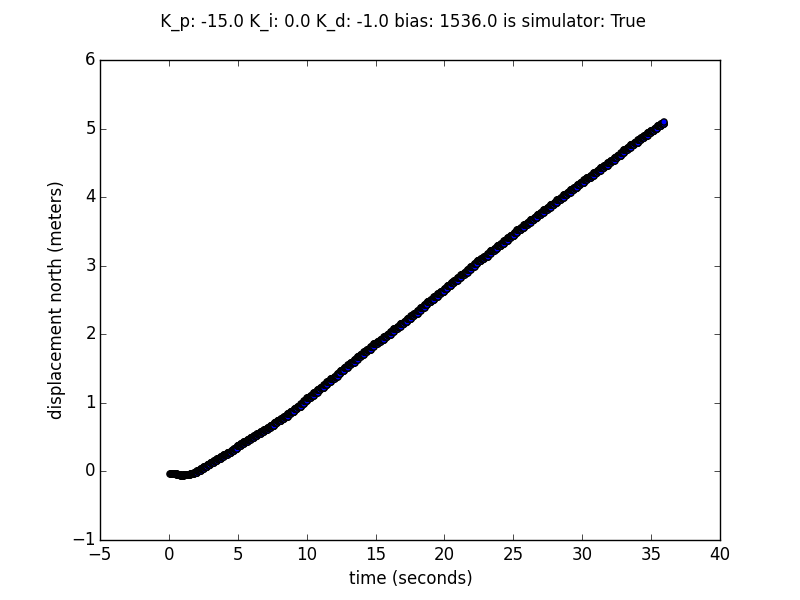 K_p: -15.0 K_i: 0.0 K_d: -1.0 bias: 1536.0 is simulator: True
6
5
4
3
2
1
0
−1
displacement north (meters)
−5 0 5 10 15 20 25 30 35 40
time (seconds)